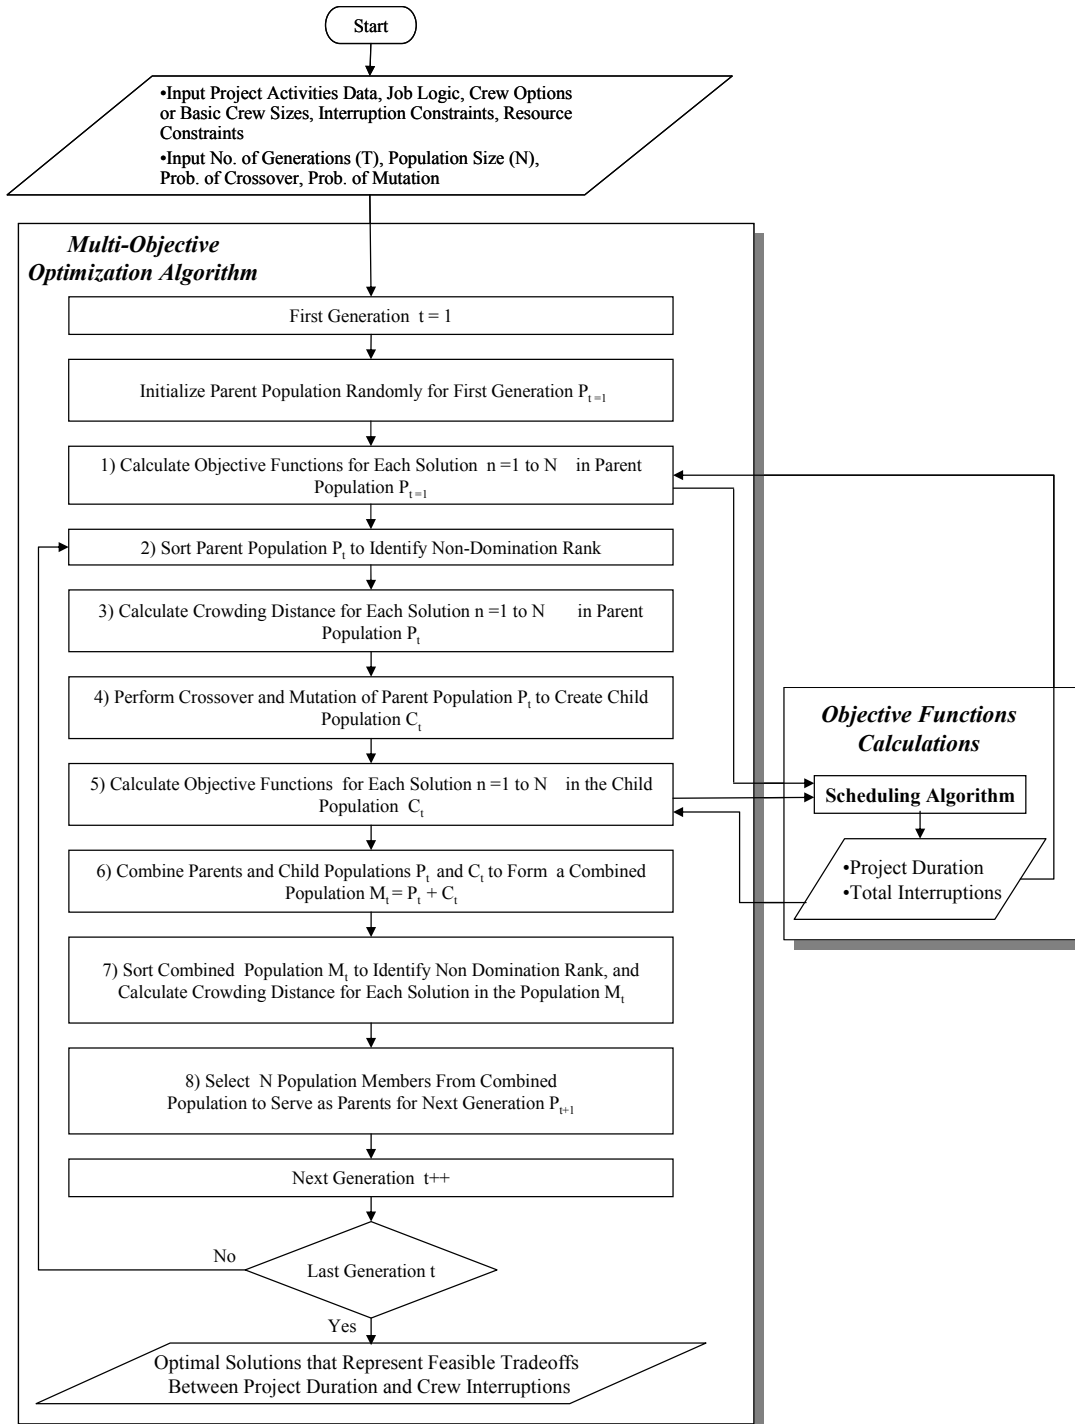 Start
•Input Project Activities Data, Job Logic, Crew Options
or Basic Crew Sizes, Interruption Constraints, Resource
Constraints
•Input No. of Generations (T), Population Size (N),
Prob. of Crossover, Prob. of Mutation
Multi-Objective
Optimization Algorithm
First Generation t = 1
Initialize Parent Population Randomly for First Generation P_{t=1}
1) Calculate Objective Functions for Each Solution n =1 to N in Parent
Population P_{t=1}
2) Sort Parent Population P_t to Identify Non-Domination Rank
3) Calculate Crowding Distance for Each Solution n =1 to N in Parent
Population P_t
4) Perform Crossover and Mutation of Parent Population P_t to Create Child
Population C_t
5) Calculate Objective Functions for Each Solution n =1 to N in the Child
Population C_t
6) Combine Parents and Child Populations P_t and C_t to Form a Combined
Population M_t = P_t + C_t
7) Sort Combined Population M_t to Identify Non Domination Rank, and
Calculate Crowding Distance for Each Solution in the Population M_t
8) Select N Population Members From Combined
Population to Serve as Parents for Next Generation P_{t+1}
Next Generation t++
No
Last Generation t
Yes
Optimal Solutions that Represent Feasible Tradeoffs
Between Project Duration and Crew Interruptions
Objective Functions
Calculations
Scheduling Algorithm
•Project Duration
•Total Interruptions